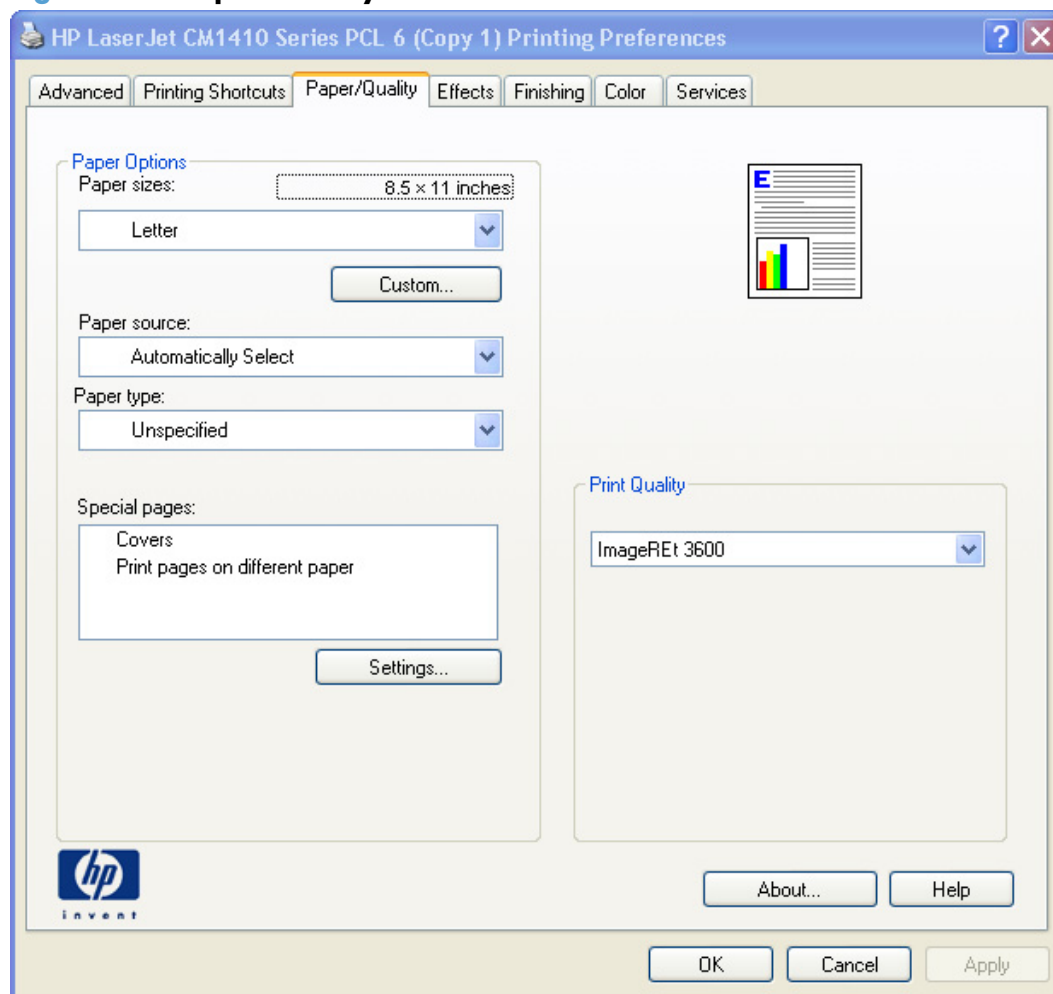 HP LaserJet CM1410 Series PCL 6 (Copy 1) Printing Preferences
Advanced Printing Shortcuts Paper/Quality Effects Finishing Color Services
Paper Options
Paper sizes: 8.5 × 11 inches
Letter
Custom...
Paper source:
Automatically Select
Paper type:
Unspecified
Special pages:
Covers
Print pages on different paper
Settings...
E
Print Quality
ImageREt 3600
hp
invent
About... Help
OK Cancel Apply